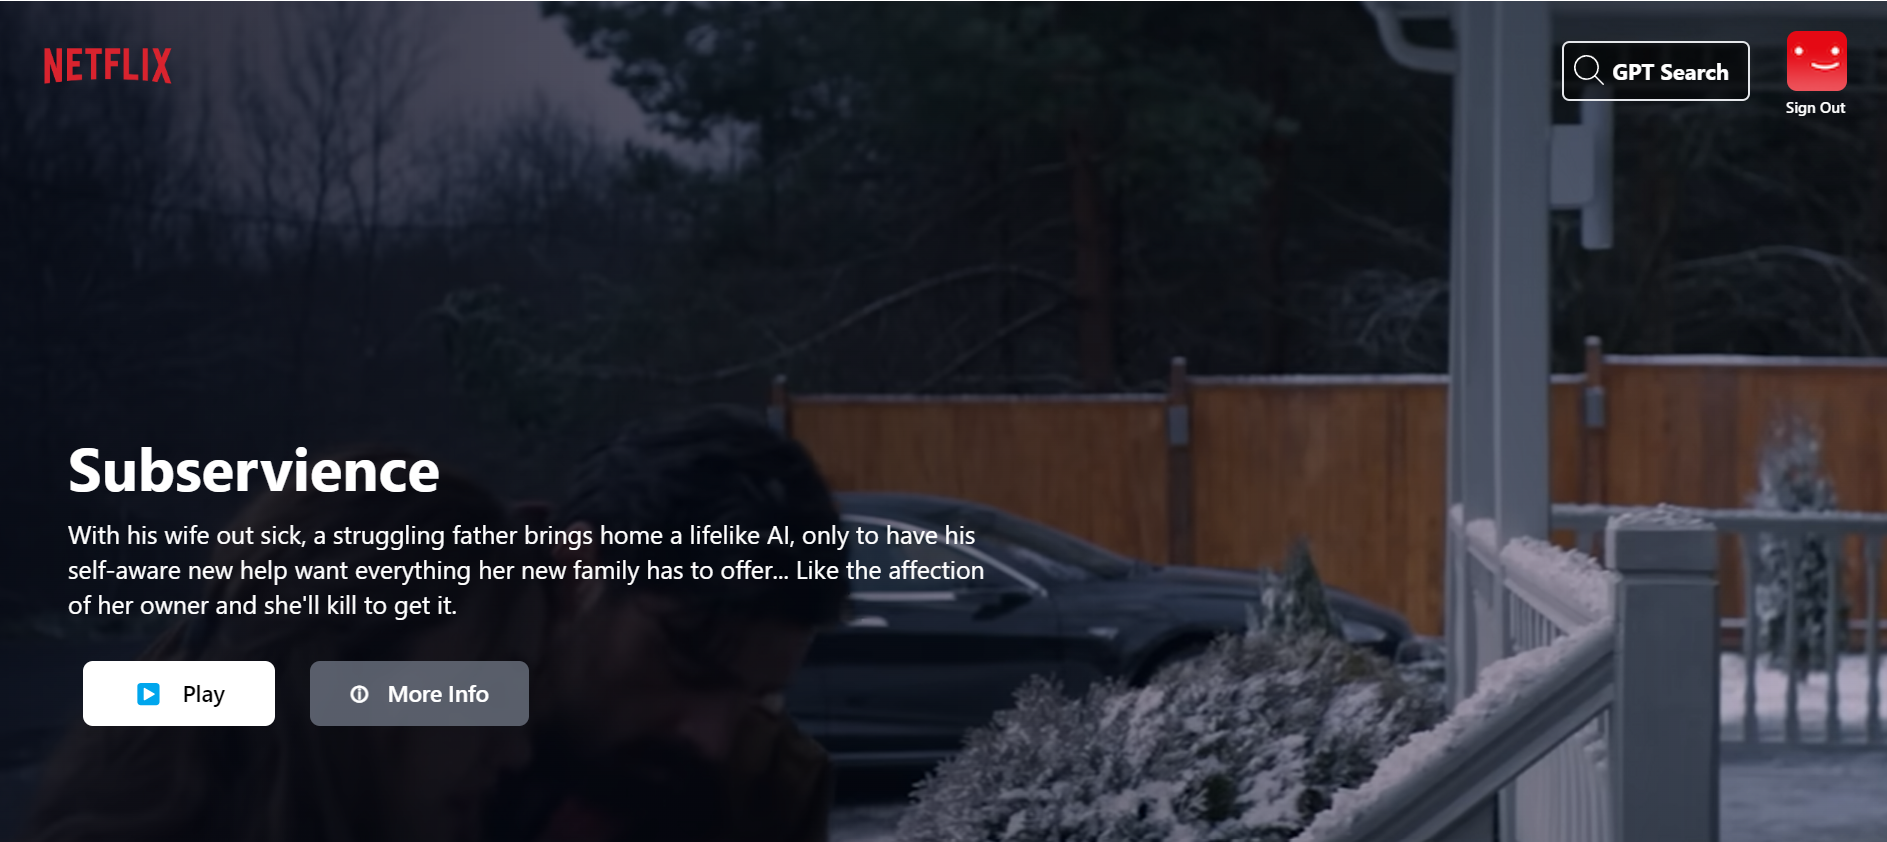 NETFLIX
GPT Search
Sign Out
Subservience
With his wife out sick, a struggling father brings home a lifelike AI, only to have his
self-aware new help want everything her new family has to offer... Like the affection
of her owner and she'll kill to get it.
Play
More Info